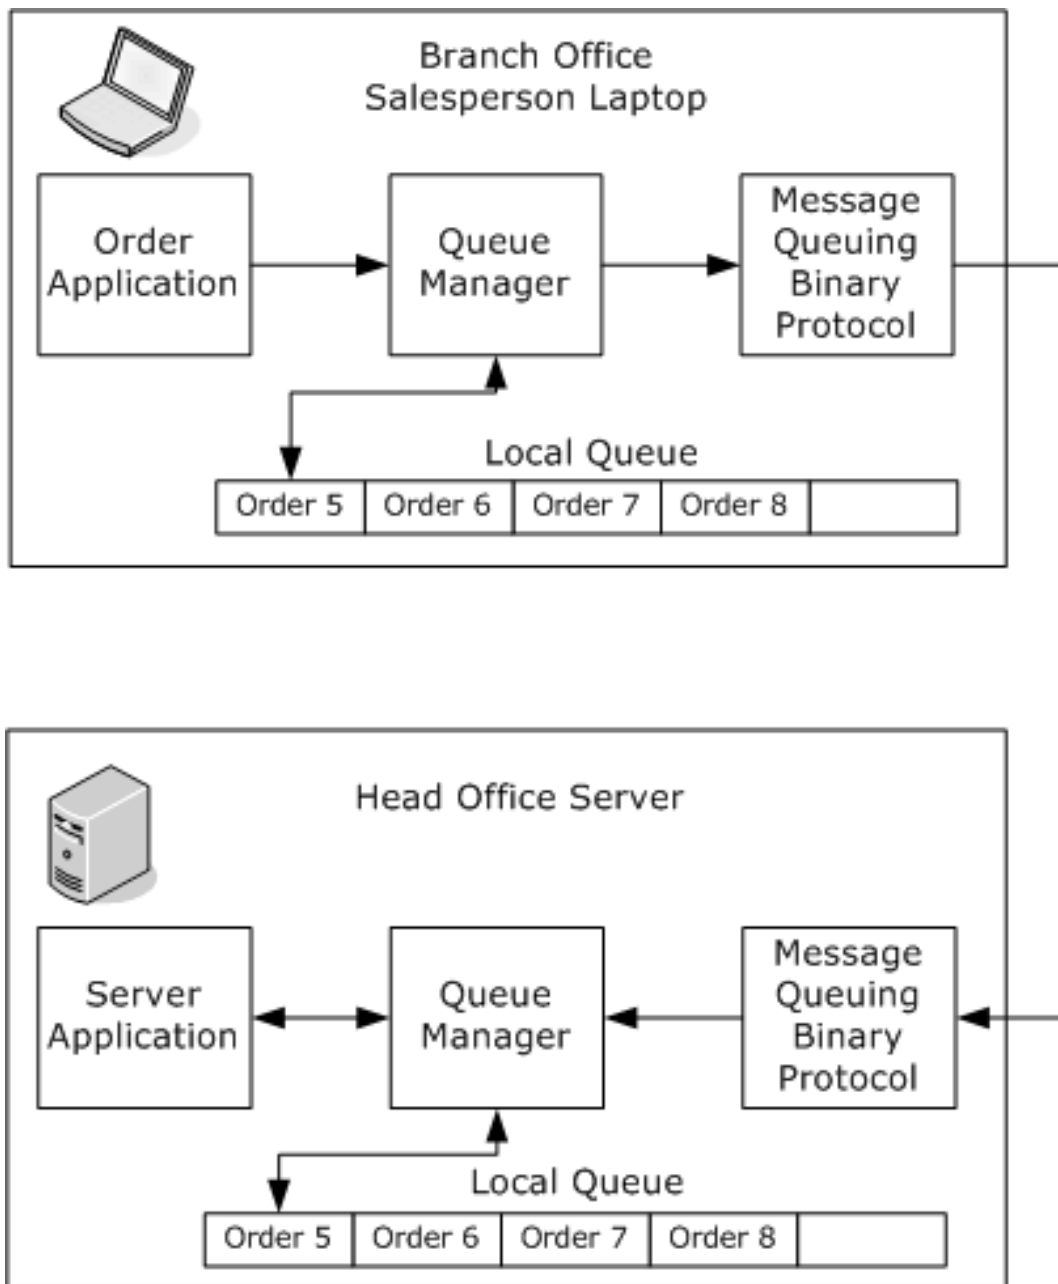 Branch Office
Salesperson Laptop
Order
Application
Queue
Manager
Message
Queuing
Binary
Protocol
Local Queue
Order 5
Order 6
Order 7
Order 8
Head Office Server
Server
Application
Queue
Manager
Message
Queuing
Binary
Protocol
Local Queue
Order 5
Order 6
Order 7
Order 8